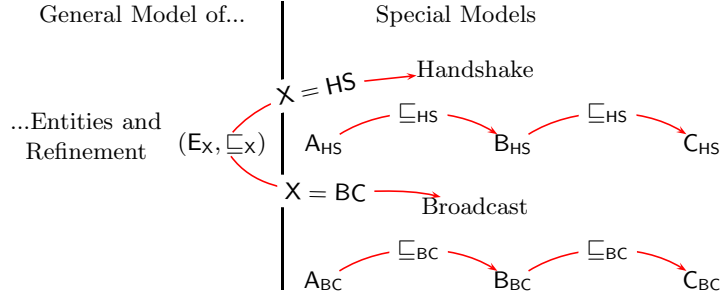 General Model of...
Special Models
X = HS
Handshake
...Entities and
Refinement
(E_X, ⊑_X)
A_HS ⊑_HS B_HS ⊑_HS C_HS
X = BC
Broadcast
A_BC ⊑_BC B_BC ⊑_BC C_BC